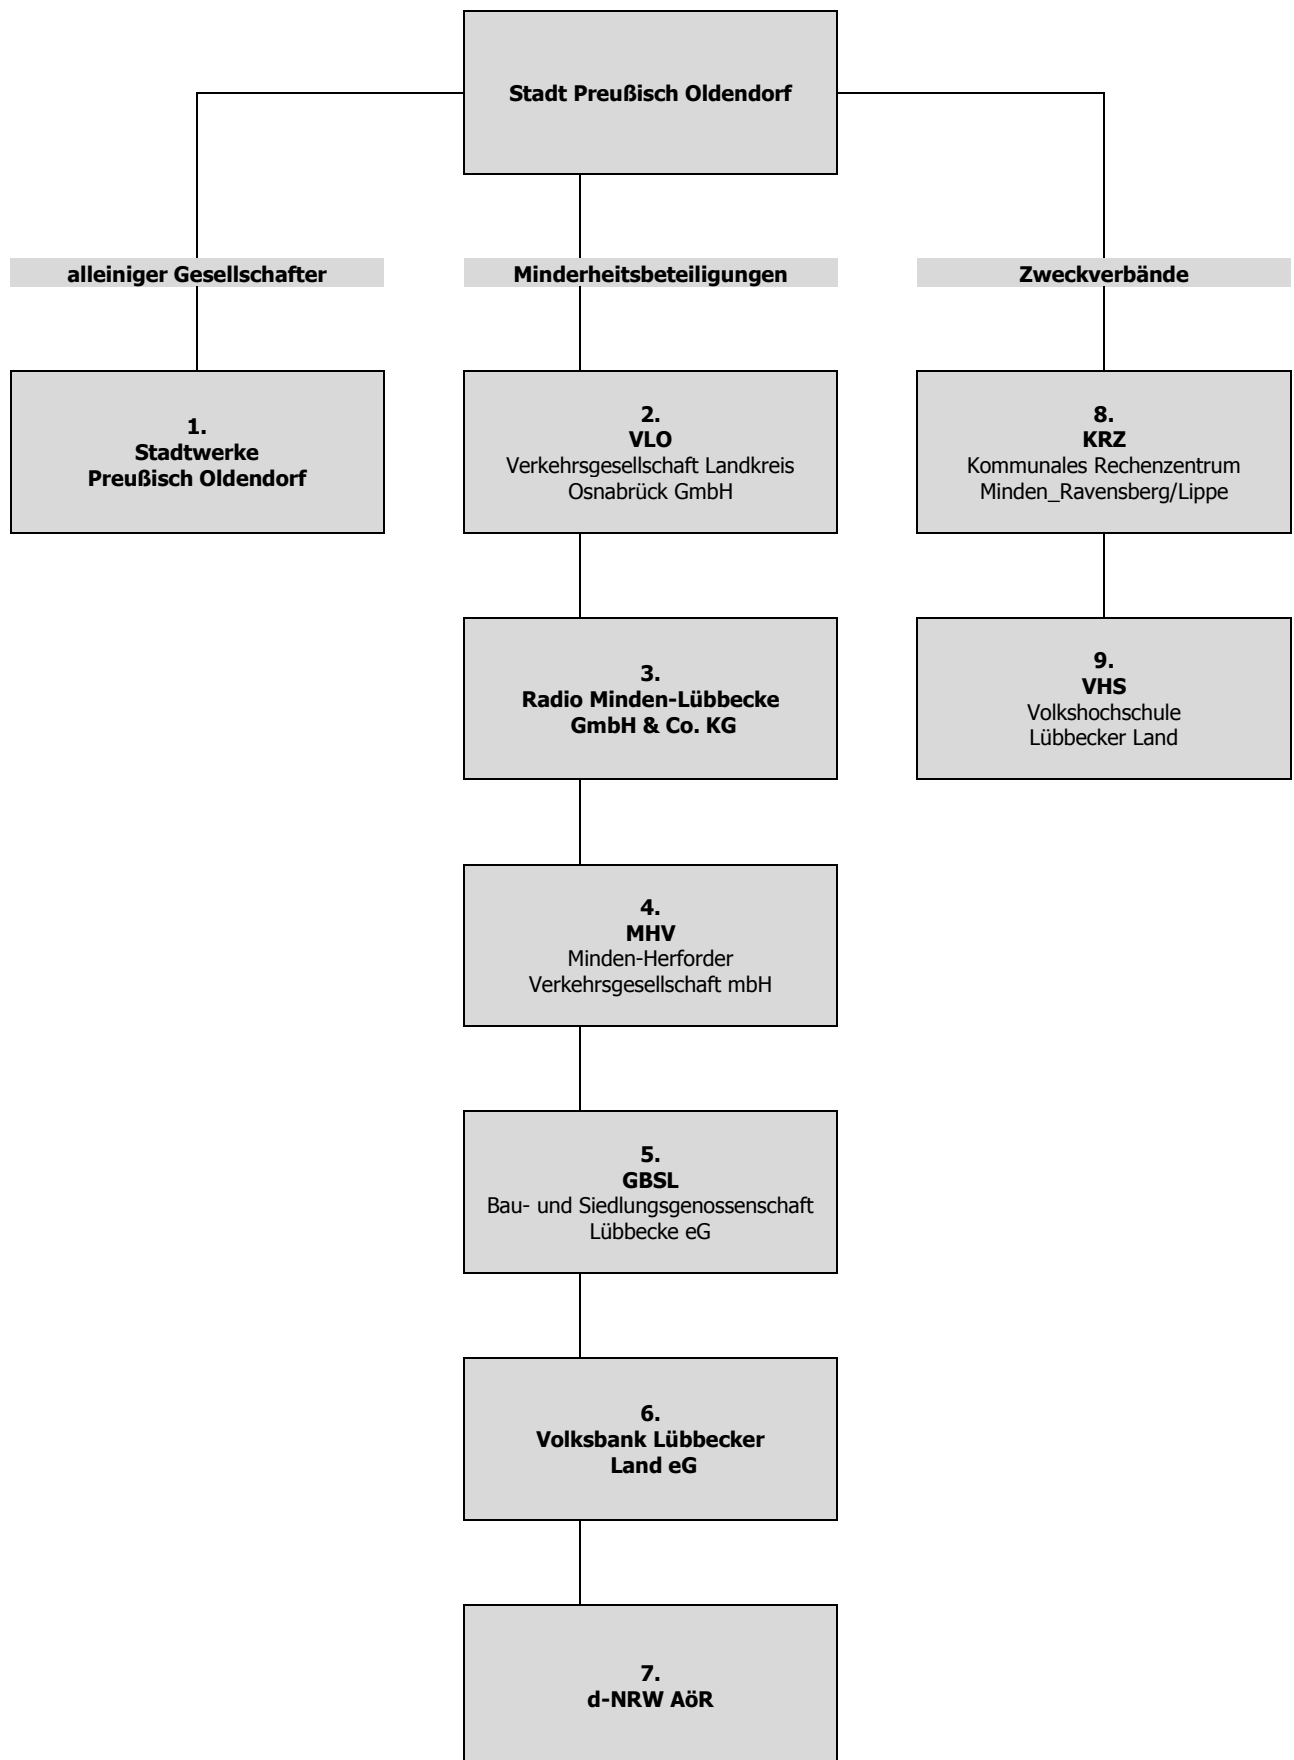 Stadt Preußisch Oldendorf
alleiniger Gesellschafter
Minderheitsbeteiligungen
Zweckverbände
1.
Stadtwerke
Preußisch Oldendorf
2.
VLO
Verkehrsgesellschaft Landkreis
Osnabrück GmbH
3.
Radio Minden-Lübbecke
GmbH & Co. KG
4.
MHV
Minden-Herforder
Verkehrsgesellschaft mbH
5.
GBSL
Bau- und Siedlungsgenossenschaft
Lübbecke eG
6.
Volksbank Lübbecker
Land eG
7.
d-NRW AöR
8.
KRZ
Kommunales Rechenzentrum
Minden_Ravensberg/Lippe
9.
VHS
Volkshochschule
Lübbecker Land